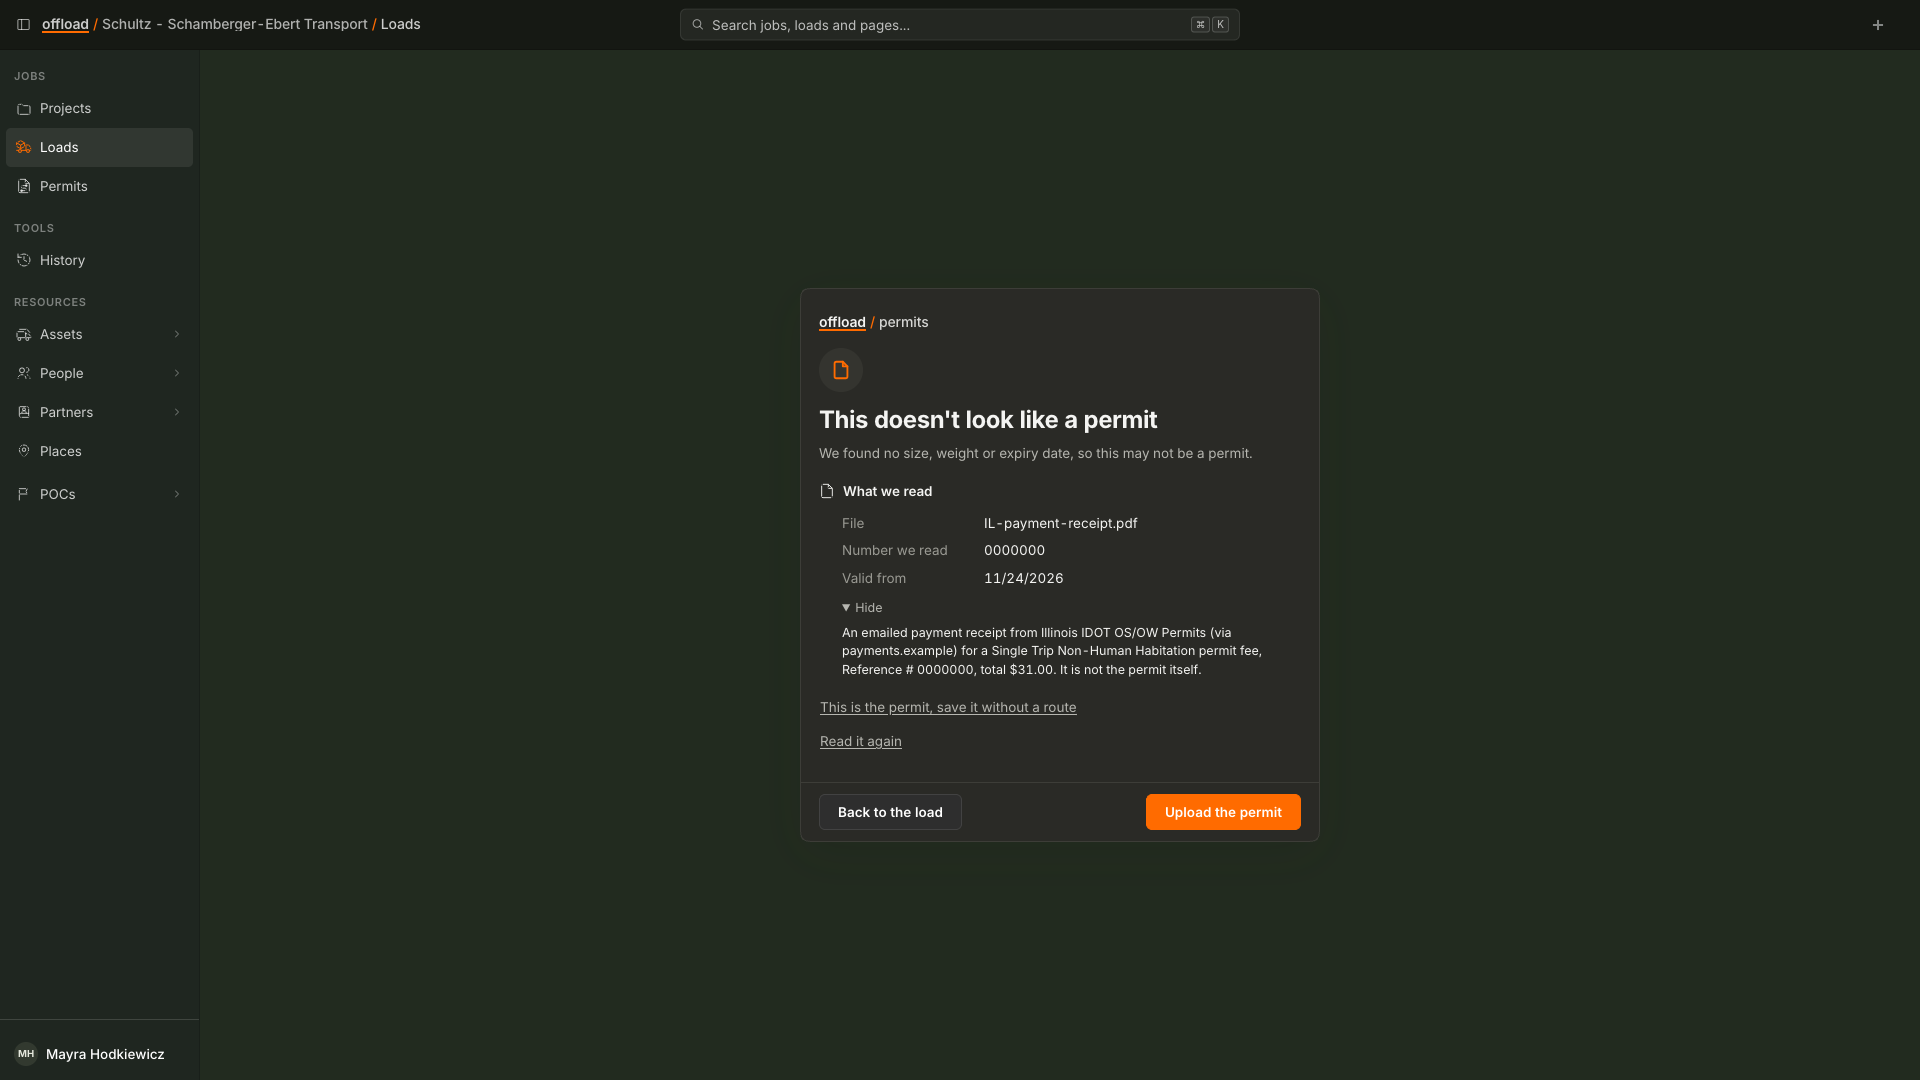 offload / Schultz - Schamberger-Ebert Transport / Loads
Search jobs, loads and pages...
⌘ K
JOBS
Projects
Loads
Permits
TOOLS
History
RESOURCES
Assets
People
Partners
Places
POCs
offload / permits
This doesn't look like a permit
We found no size, weight or expiry date, so this may not be a permit.
What we read
File IL-payment-receipt.pdf
Number we read 0000000
Valid from 11/24/2026
Hide
An emailed payment receipt from Illinois IDOT OS/OW Permits (via
payments.example) for a Single Trip Non-Human Habitation permit fee,
Reference # 0000000, total $31.00. It is not the permit itself.
This is the permit, save it without a route
Read it again
Back to the load
Upload the permit
MH Mayra Hodkiewicz